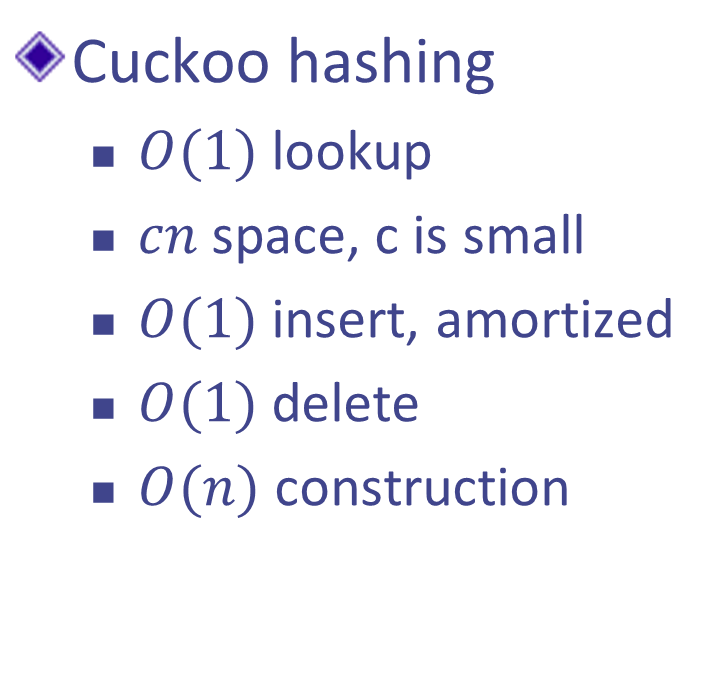 Cuckoo hashing
O(1) lookup
cn space, c is small
O(1) insert, amortized
O(1) delete
O(n) construction